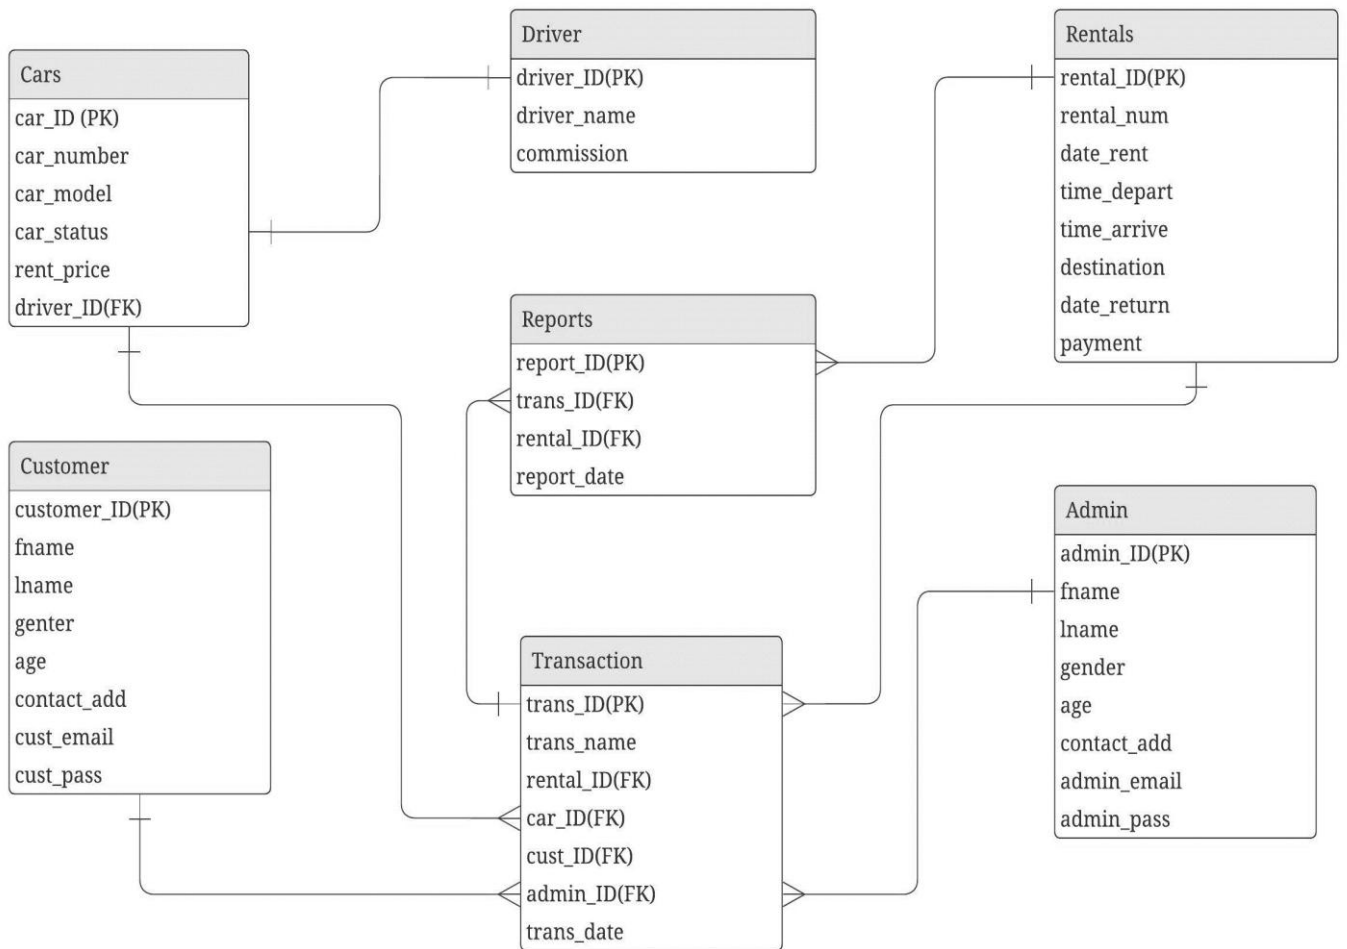 Cars
car_ID (PK)
car_number
car_model
car_status
rent_price
driver_ID(FK)
Driver
driver_ID(PK)
driver_name
commission
Rentals
rental_ID(PK)
rental_num
date_rent
time_depart
time_arrive
destination
date_return
payment
Reports
report_ID(PK)
trans_ID(FK)
rental_ID(FK)
report_date
Customer
customer_ID(PK)
fname
lname
genter
age
contact_add
cust_email
cust_pass
Transaction
trans_ID(PK)
trans_name
rental_ID(FK)
car_ID(FK)
cust_ID(FK)
admin_ID(FK)
trans_date
Admin
admin_ID(PK)
fname
lname
gender
age
contact_add
admin_email
admin_pass